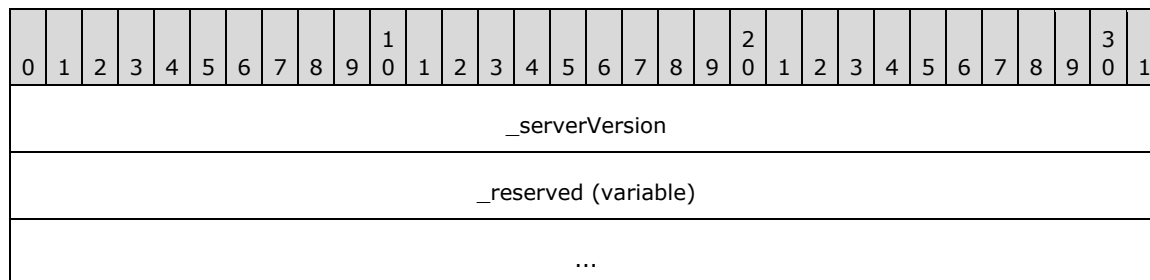 0 1 2 3 4 5 6 7 8 9 1 0 1 2 3 4 5 6 7 8 9 2 0 1 2 3 4 5 6 7 8 9 3 0 1
_serverVersion
_reserved (variable)
...